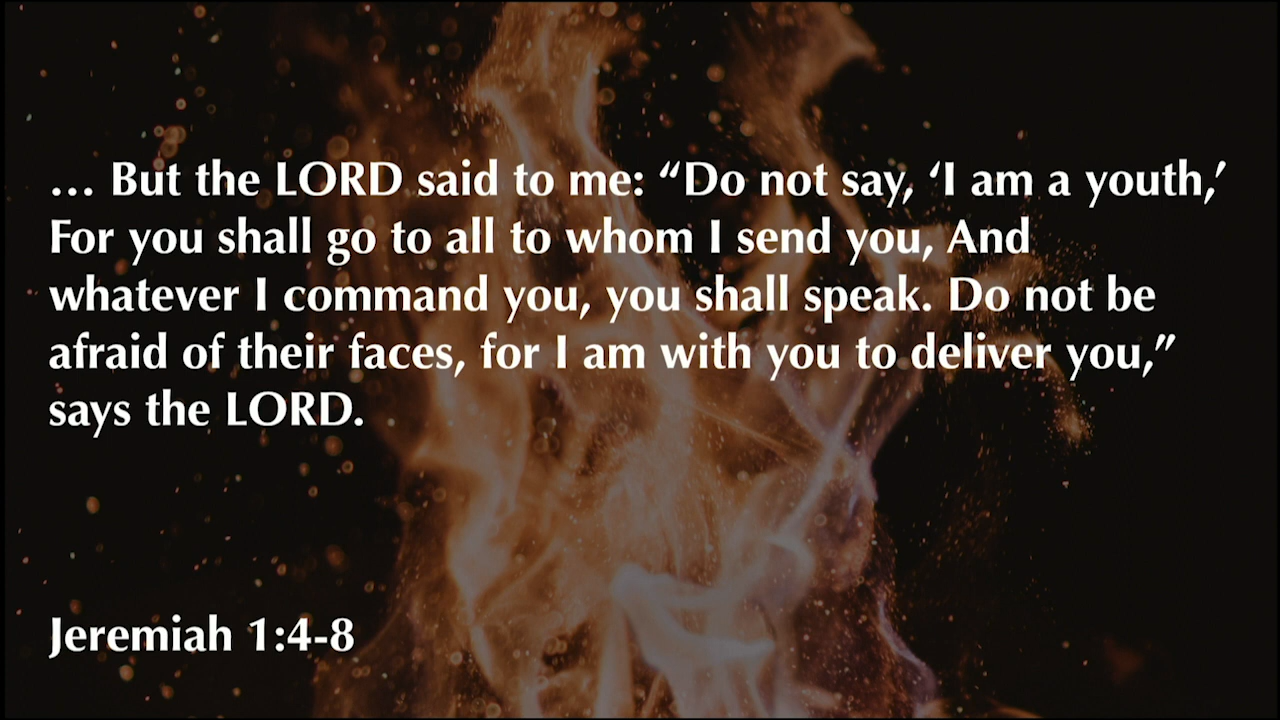 … But the LORD said to me: “Do not say, ‘I am a youth,’
For you shall go to all to whom I send you, And
whatever I command you, you shall speak. Do not be
afraid of their faces, for I am with you to deliver you,”
says the LORD.
Jeremiah 1:4-8